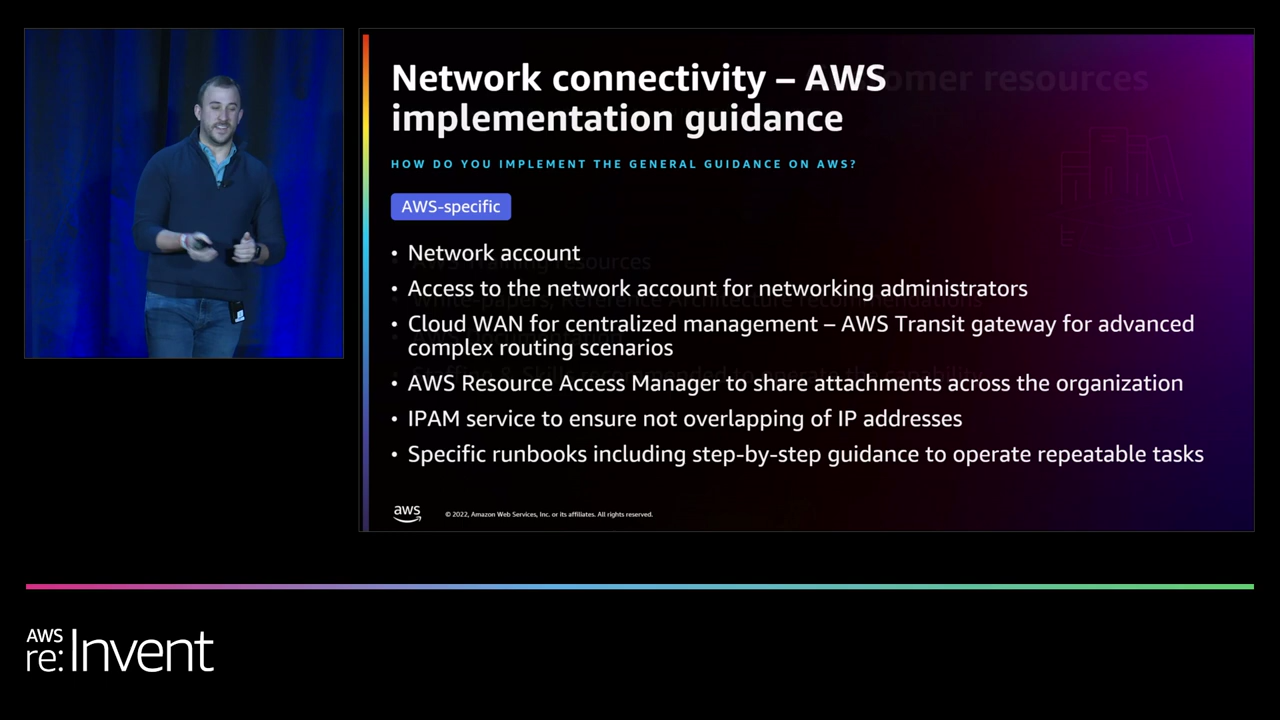 Network connectivity – AWS
implementation guidance
HOW DO YOU IMPLEMENT THE GENERAL GUIDANCE ON AWS?
AWS-specific
• Network account
• Access to the network account for networking administrators
• Cloud WAN for centralized management – AWS Transit gateway for advanced
complex routing scenarios
• AWS Resource Access Manager to share attachments across the organization
• IPAM service to ensure not overlapping of IP addresses
• Specific runbooks including step-by-step guidance to operate repeatable tasks
aws
© 2022, Amazon Web Services, Inc. or its affiliates. All rights reserved.
AWS
re:Invent